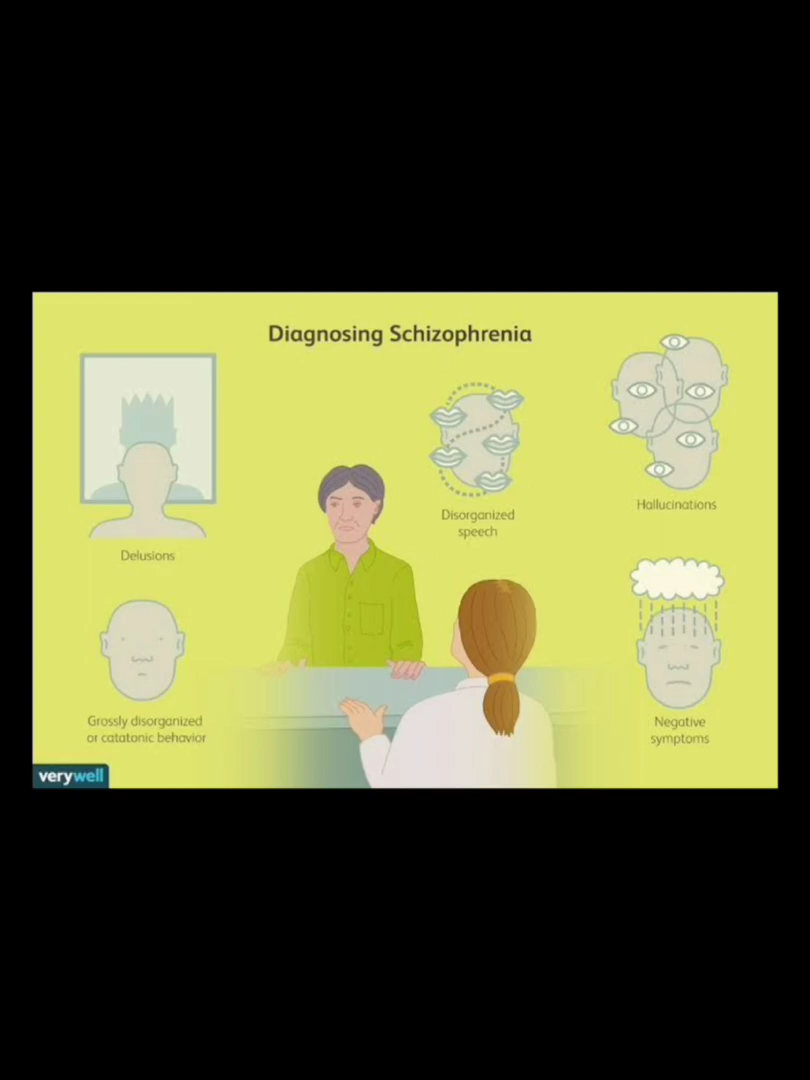 Diagnosing Schizophrenia
Delusions
Disorganized
speech
Hallucinations
Grossly disorganized
or catatonic behavior
Negative
symptoms
verywell